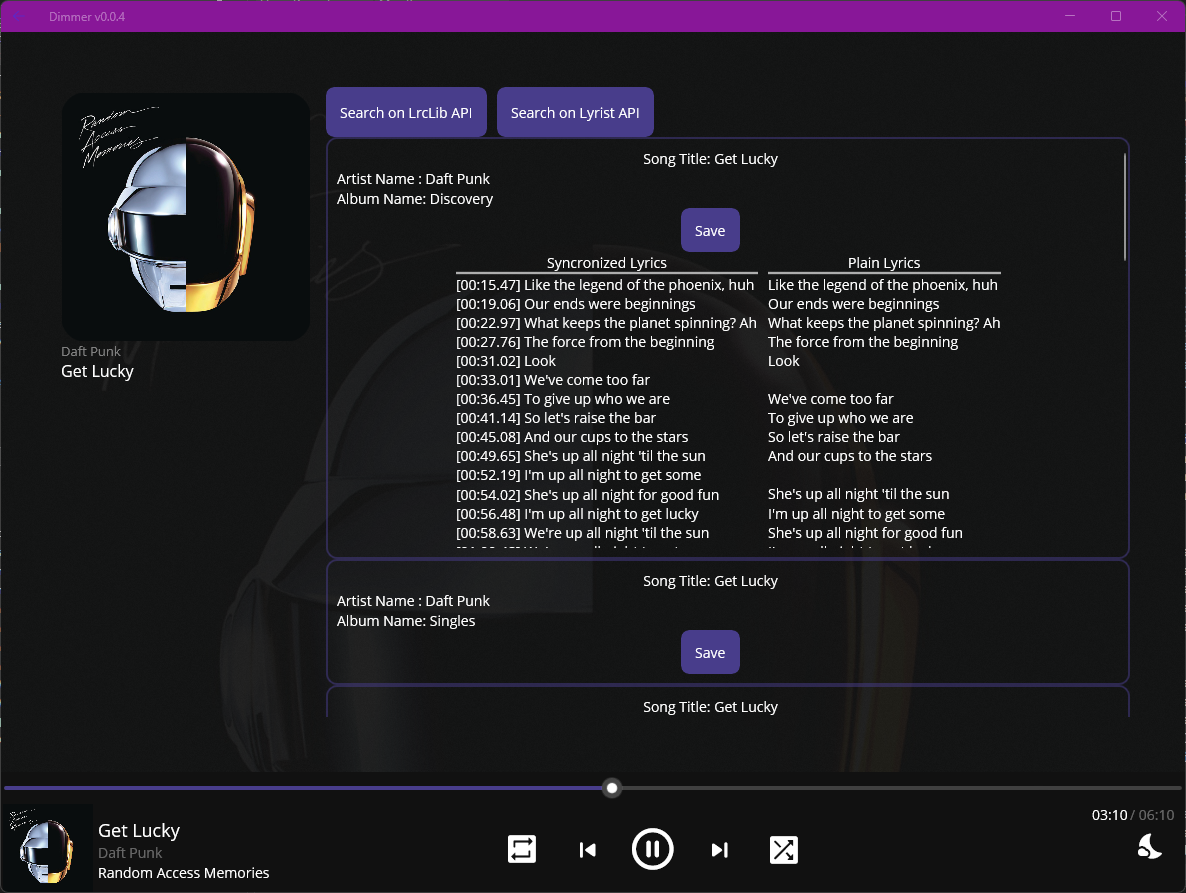 Dimmer v0.0.4
Random
Access
Memories
Daft Punk
Get Lucky
Search on LrcLib API
Search on Lyrist API
Song Title: Get Lucky
Artist Name : Daft Punk
Album Name: Discovery
Save
Syncronized Lyrics
[00:15.47] Like the legend of the phoenix, huh
[00:19.06] Our ends were beginnings
[00:22.97] What keeps the planet spinning? Ah
[00:27.76] The force from the beginning
[00:31.02] Look
[00:33.01] We've come too far
[00:36.45] To give up who we are
[00:41.14] So let's raise the bar
[00:45.08] And our cups to the stars
[00:49.65] She's up all night 'til the sun
[00:52.19] I'm up all night to get some
[00:54.02] She's up all night for good fun
[00:56.48] I'm up all night to get lucky
[00:58.63] We're up all night 'til the sun
Plain Lyrics
Like the legend of the phoenix, huh
Our ends were beginnings
What keeps the planet spinning? Ah
The force from the beginning
Look
We've come too far
To give up who we are
So let's raise the bar
And our cups to the stars
She's up all night 'til the sun
I'm up all night to get some
She's up all night for good fun
Song Title: Get Lucky
Artist Name : Daft Punk
Album Name: Singles
Save
Song Title: Get Lucky
03:10 / 06:10
Get Lucky
Daft Punk
Random Access Memories